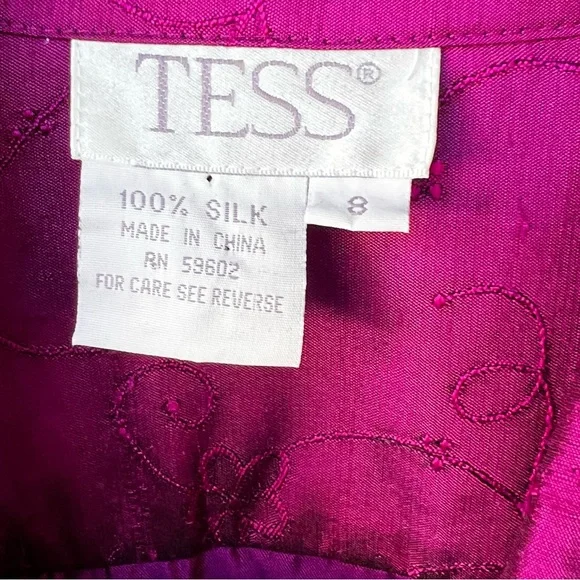 TESS®
100% SILK
MADE IN CHINA
RN 59602
FOR CARE SEE REVERSE
8